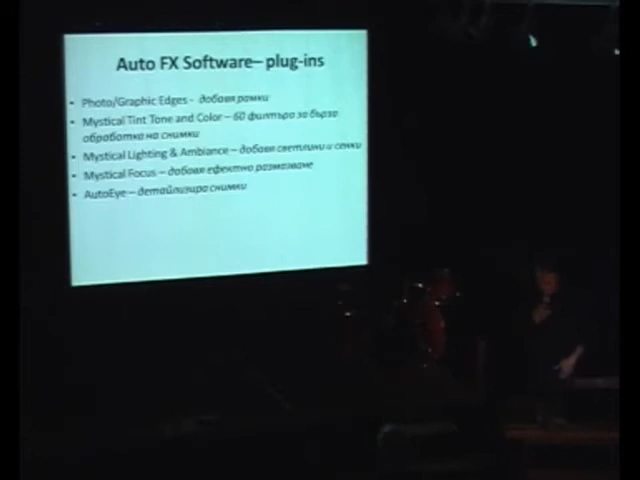 Auto FX Software– plug-ins
• Photo/Graphic Edges - добавя рамки
• Mystical Tint Tone and Color – 60 филтъра за бърза
обработка на снимки
• Mystical Lighting & Ambiance – добавя светлини и сенки
• Mystical Focus – добавя ефектно размазване
• AutoEye – детайлизира снимки